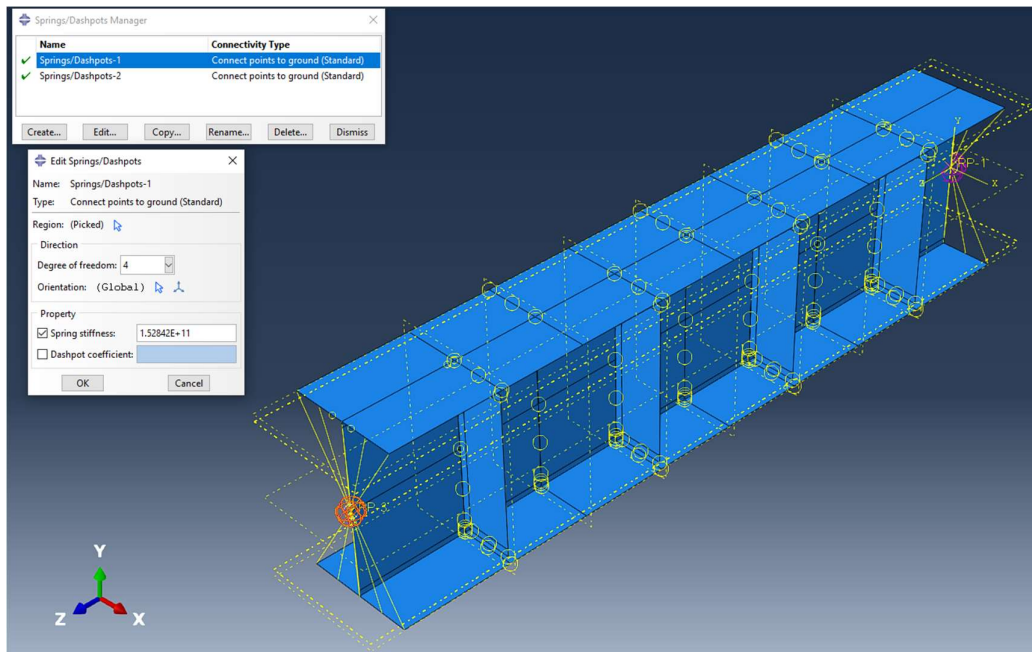 Springs/Dashpots Manager
Name Connectivity Type
Springs/Dashpots-1 Connect points to ground (Standard)
Springs/Dashpots-2 Connect points to ground (Standard)
Create... Edit... Copy... Rename... Delete... Dismiss
Edit Springs/Dashpots
Name: Springs/Dashpots-1
Type: Connect points to ground (Standard)
Region: (Picked)
Direction
Degree of freedom: 4
Orientation: (Global)
Property
Spring stiffness: 1.52842E+11
Dashpot coefficient:
OK Cancel
Y
RP-1
X
Y
Z X